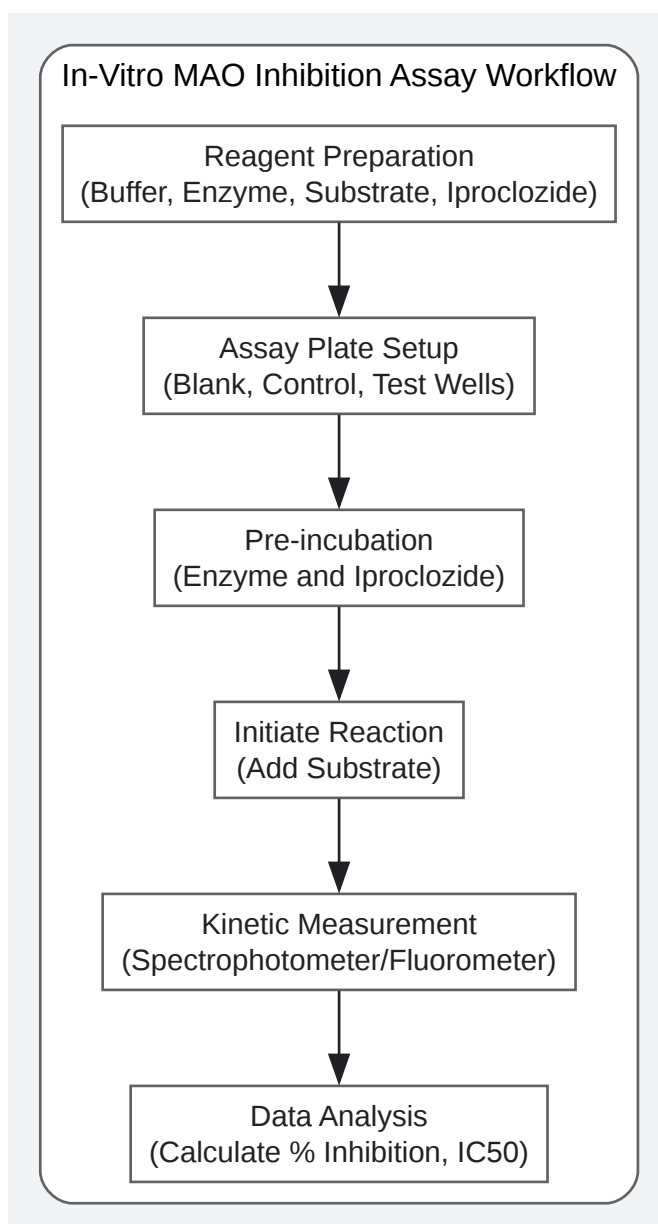 In-Vitro MAO Inhibition Assay Workflow
Reagent Preparation
(Buffer, Enzyme, Substrate, Iproclozide)
Assay Plate Setup
(Blank, Control, Test Wells)
Pre-incubation
(Enzyme and Iproclozide)
Initiate Reaction
(Add Substrate)
Kinetic Measurement
(Spectrophotometer/Fluorometer)
Data Analysis
(Calculate % Inhibition, IC50)